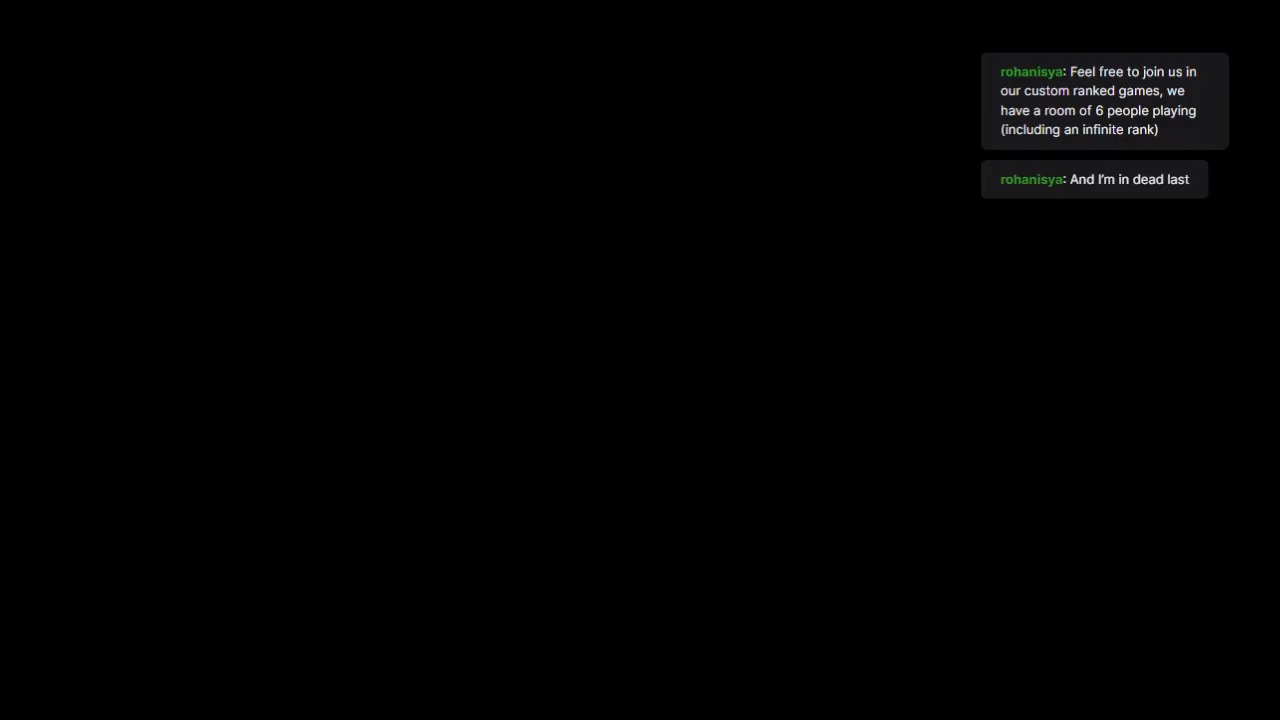 rohanisya: Feel free to join us in
our custom ranked games, we
have a room of 6 people playing
(including an infinite rank)
rohanisya: And I'm in dead last